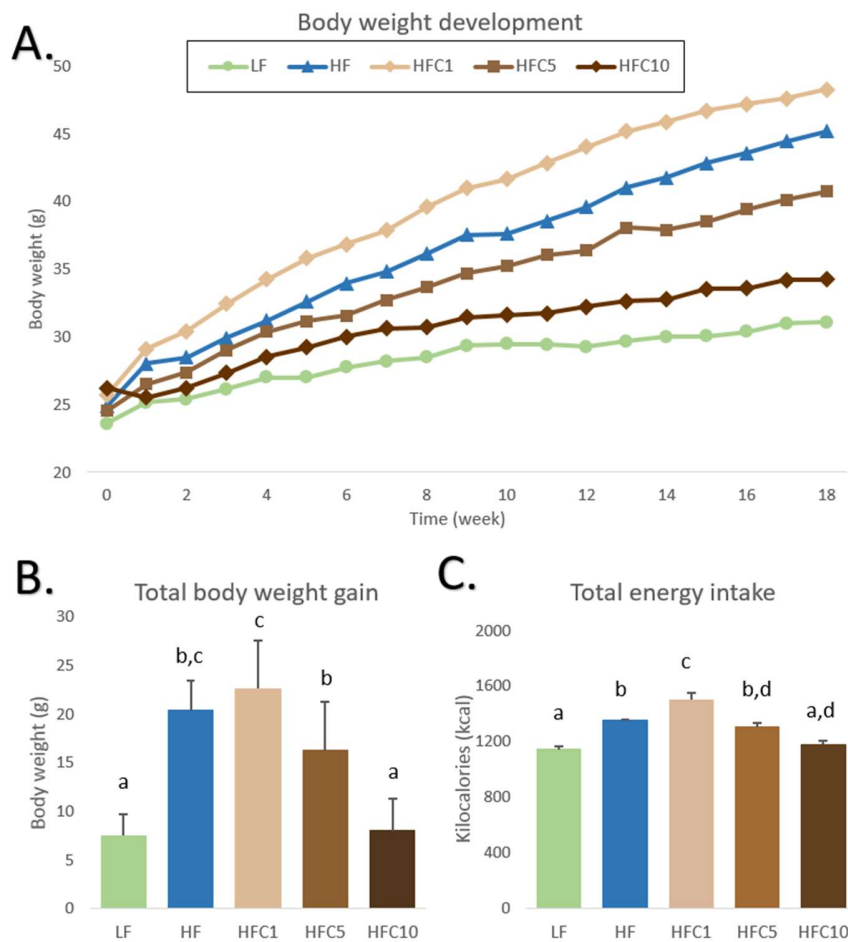 Body weight development
A.
LF HF HFC1 HFC5 HFC10
50
45
40
35
30
25
20
Body weight (g)
0 2 4 6 8 10 12 14 16 18
Time (week)
B.
Total body weight gain
30
25
20
15
10
5
0
Body weight (g)
a b,c c b a
LF HF HFC1 HFC5 HFC10
C.
Total energy intake
2000
1600
1200
800
400
0
Kilocalories (kcal)
a b c b,d a,d
LF HF HFC1 HFC5 HFC10